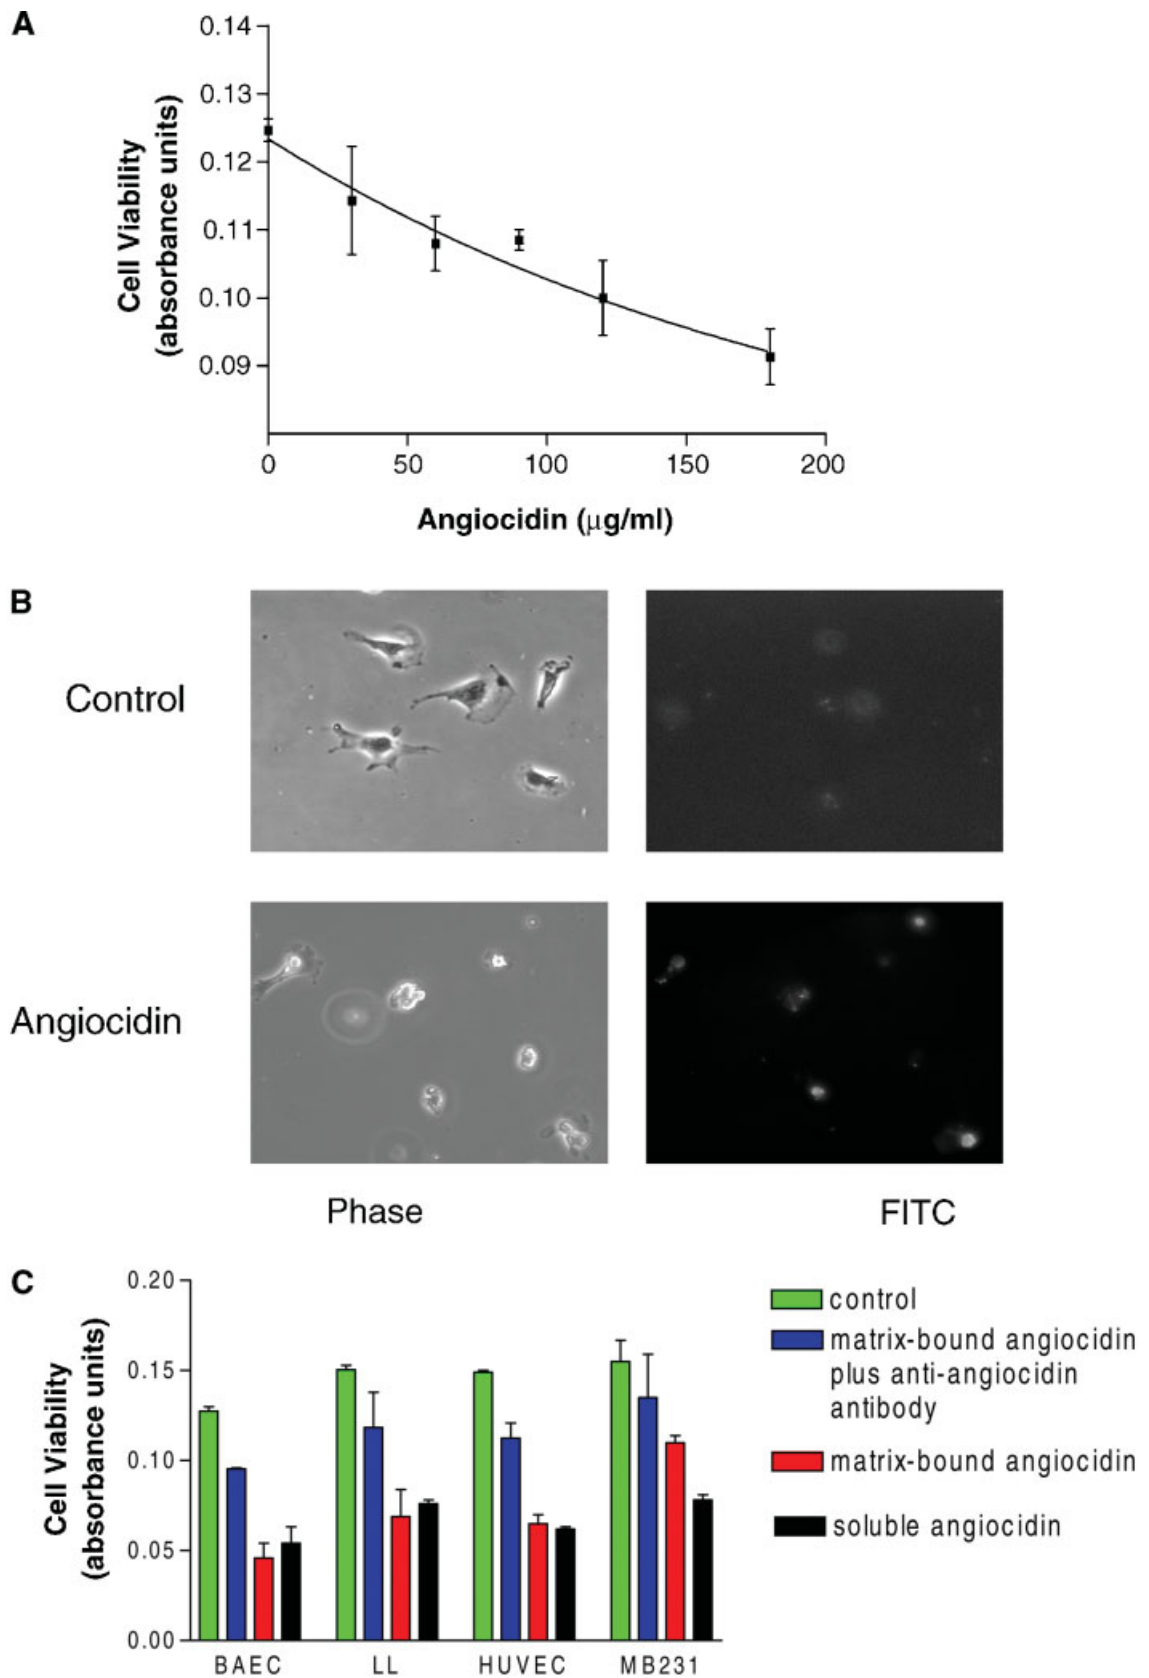 A
0.14
0.13
0.12
0.11
0.10
0.09
Cell Viability
(absorbance units)
0
50
100
150
200
Angiocidin (µg/ml)
B
Control
Angiocidin
Phase
FITC
C
0.20
0.15
0.10
0.05
0.00
Cell Viability
(absorbance units)
BAEC
LL
HUVEC
MB231
control
matrix-bound angiocidin
plus anti-angiocidin
antibody
matrix-bound angiocidin
soluble angiocidin